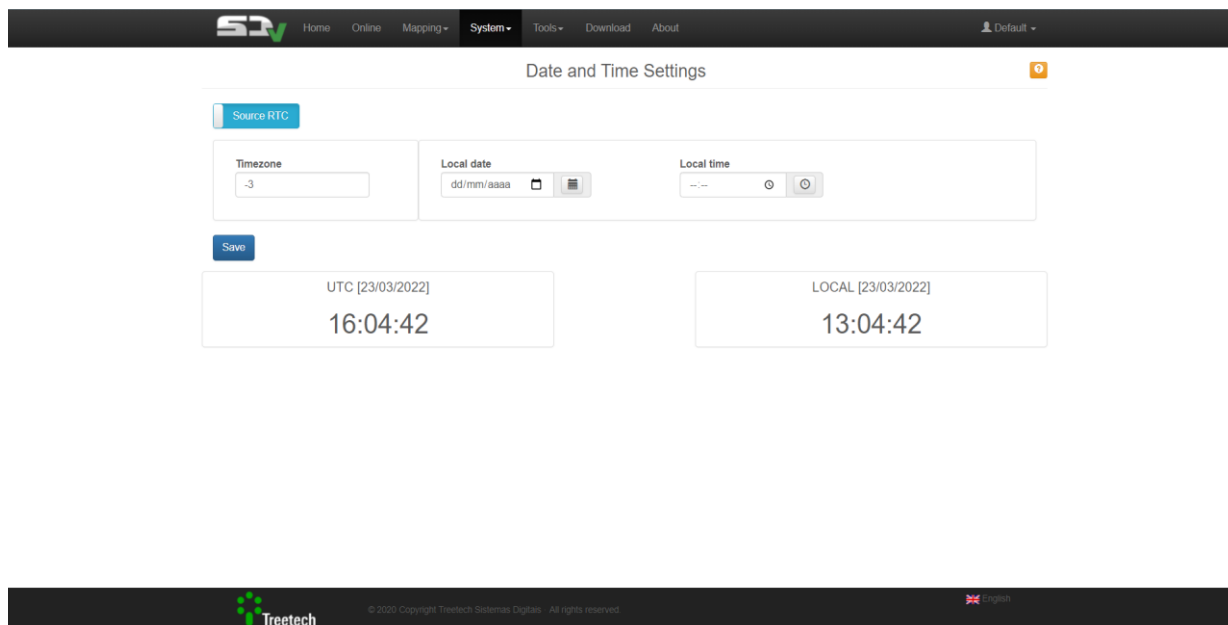 SDV Home Online Mapping System Tools Download About Default
Date and Time Settings
Source RTC
Timezone Local date Local time
-3 dd/mm/aaaa --:--
Save
UTC [23/03/2022] LOCAL [23/03/2022]
16:04:42 13:04:42
Treetech © 2020 Copyright Treetech Sistemas Digitais - All rights reserved. English